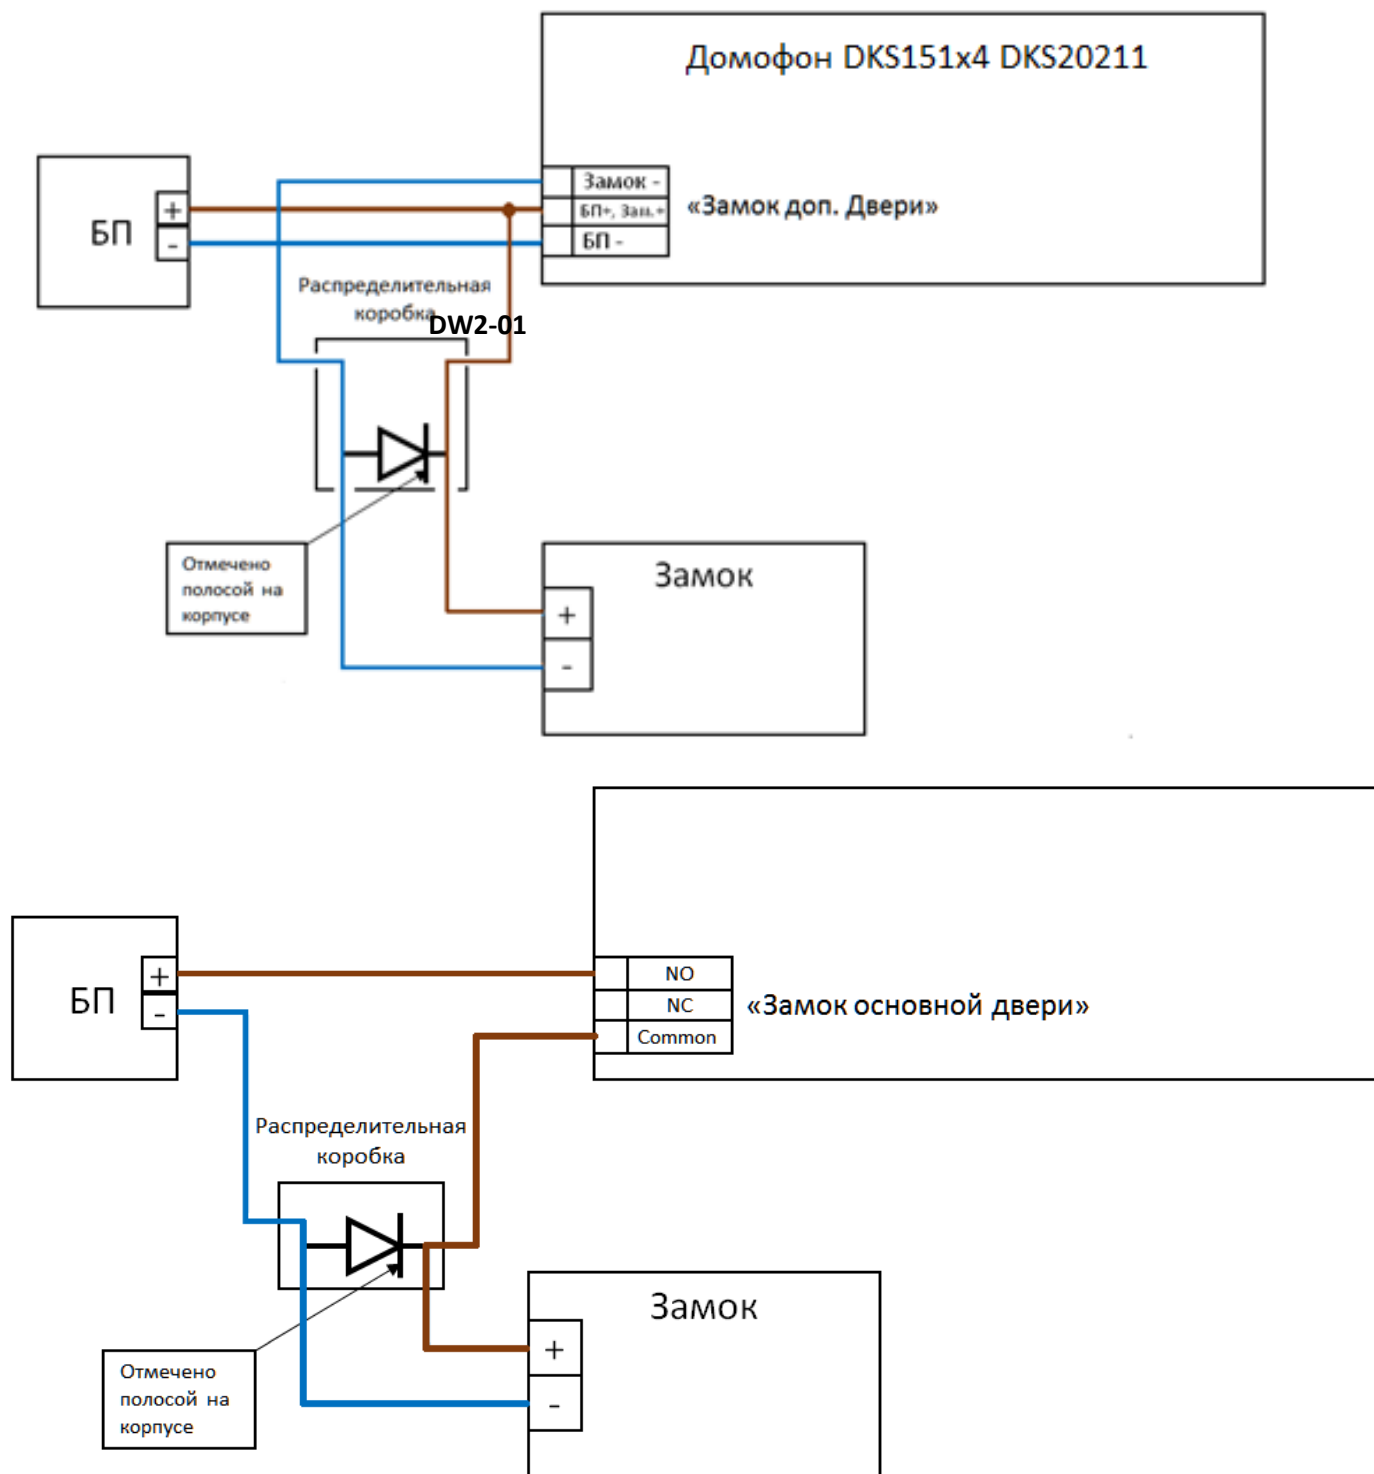 Домофон DKS151x4 DKS20211
БП
+
-
Замок -
БП+, Зам.+
БП -
«Замок доп. Двери»
Распределительная
коробка
DW2-01
Отмечено
полосой на
корпусе
Замок
+
-
БП
+
-
NO
NC
Common
«Замок основной двери»
Распределительная
коробка
Отмечено
полосой на
корпусе
Замок
+
-